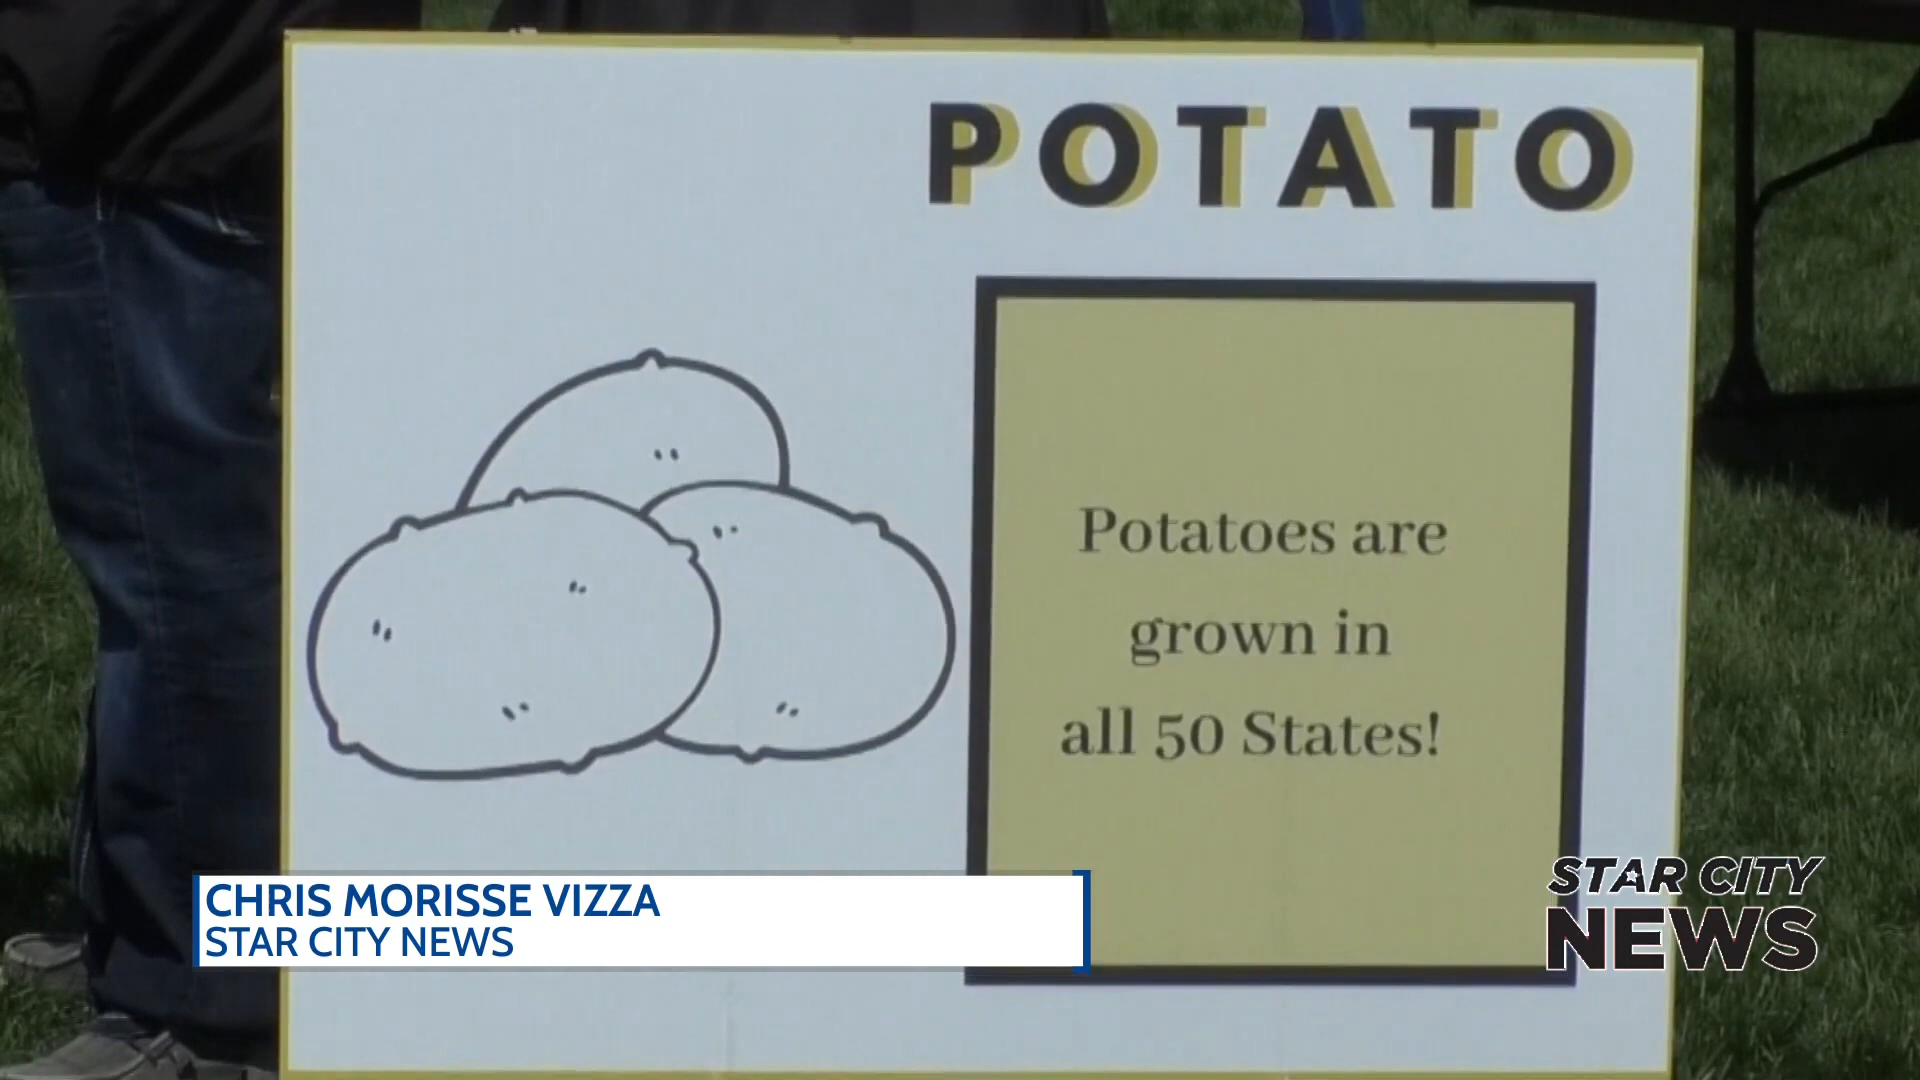 POTATO
Potatoes are
grown in
all 50 States!
CHRIS MORISSE VIZZA
STAR CITY NEWS
STAR CITY
NEWS